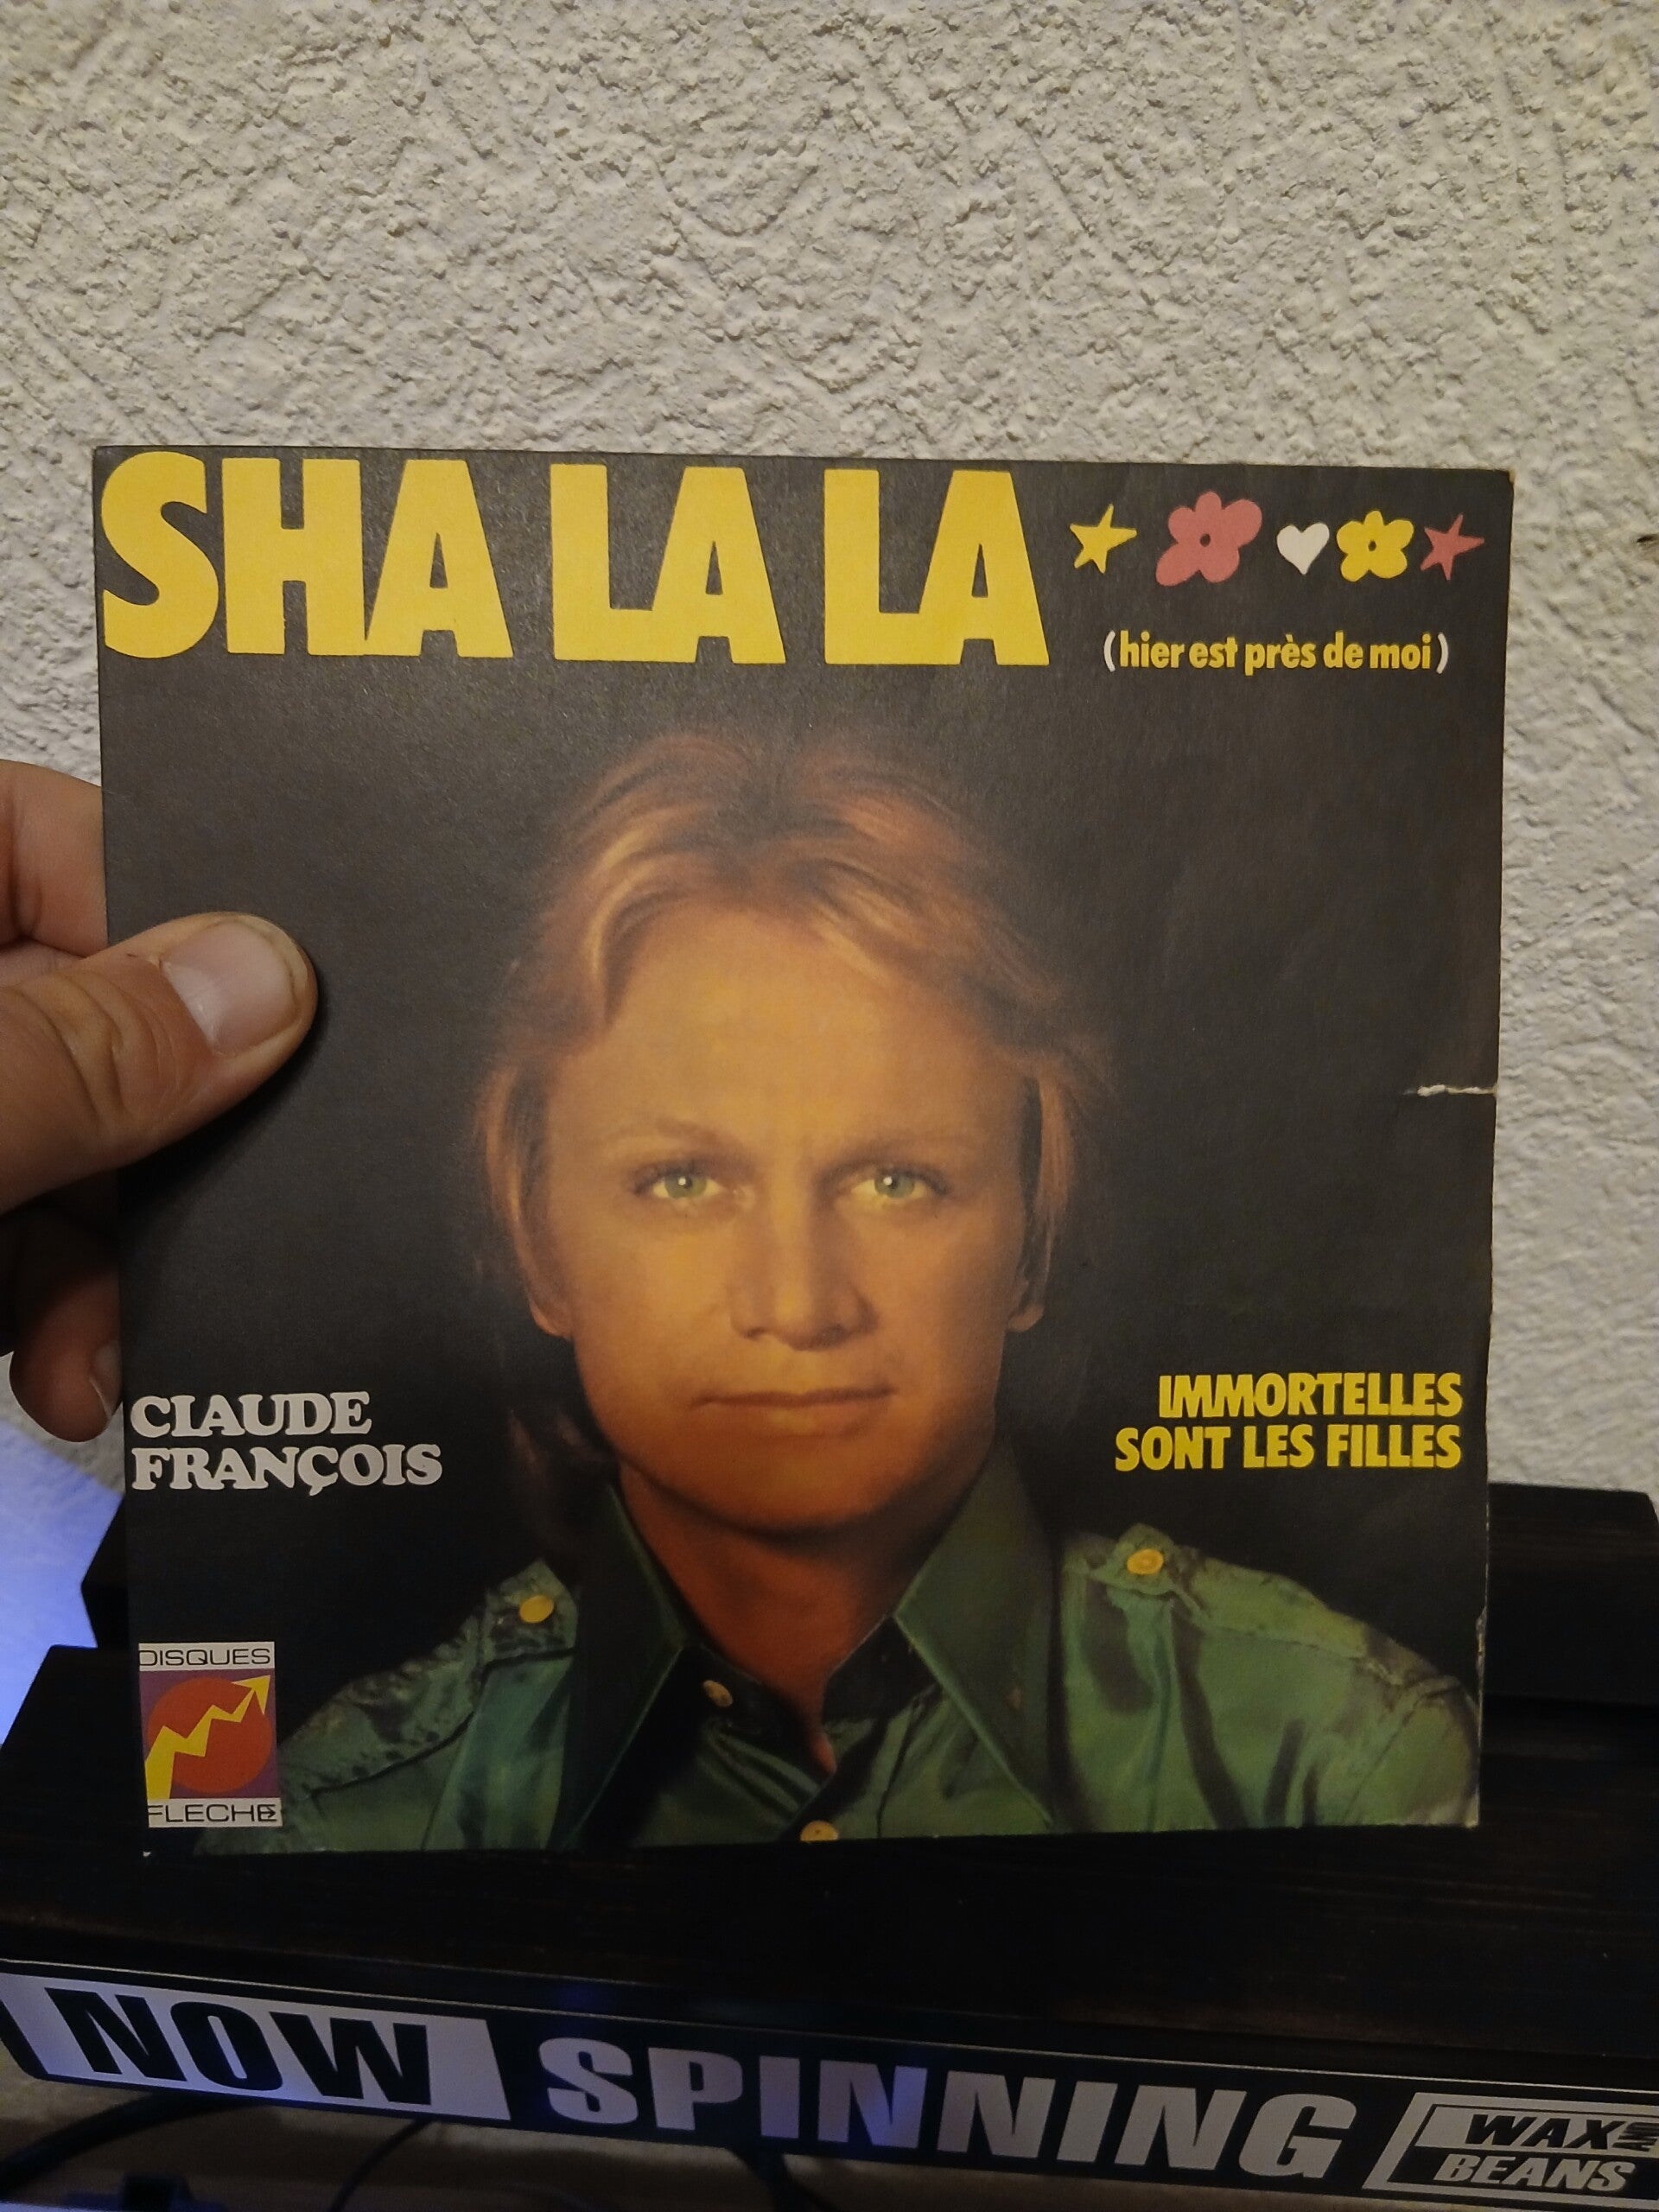 SHA LA LA
(hier est près de moi)
CLAUDE
FRANÇOIS
IMMORTELLES
SONT LES FILLES
DISQUES
FLECHE
NOW SPINNING
WAX AND
BEANS